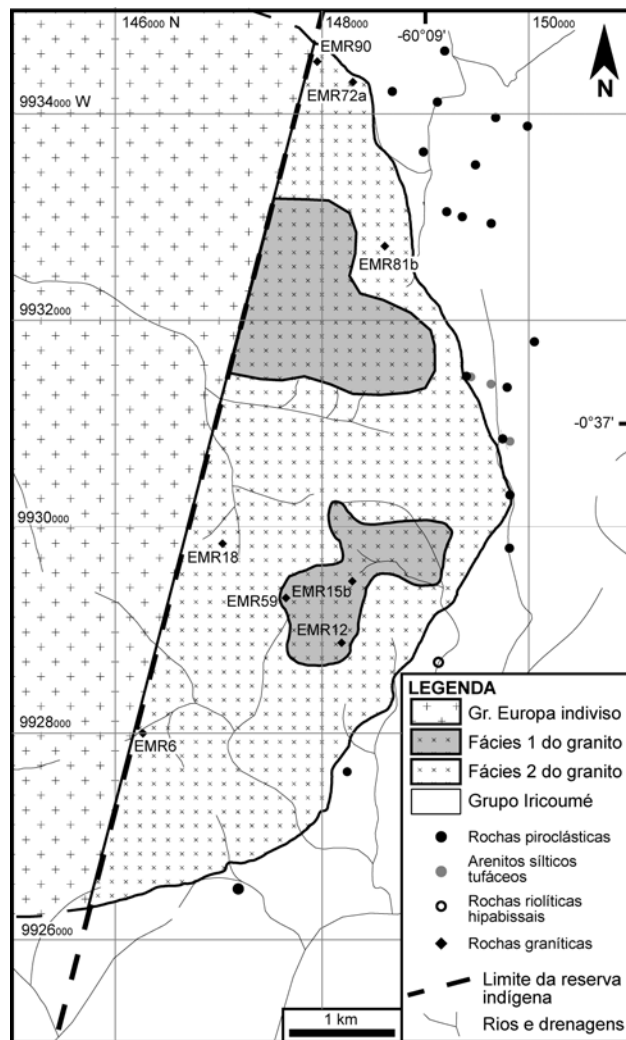 146000 N
148000
-60°09'
150000
EMR90
N
EMR72a
9934000 W
EMR81b
9932000
-0°37'
9930000
EMR18
EMR59
EMR15b
EMR12
9928000
EMR6
9926000
1 km
LEGENDA
Gr. Europa indiviso
Fácies 1 do granito
Fácies 2 do granito
Grupo Iricoumé
Rochas piroclásticas
Arenitos sílticos
tufáceos
Rochas riolíticas
hipabissais
Rochas graníticas
Limite da reserva
indígena
Rios e drenagens